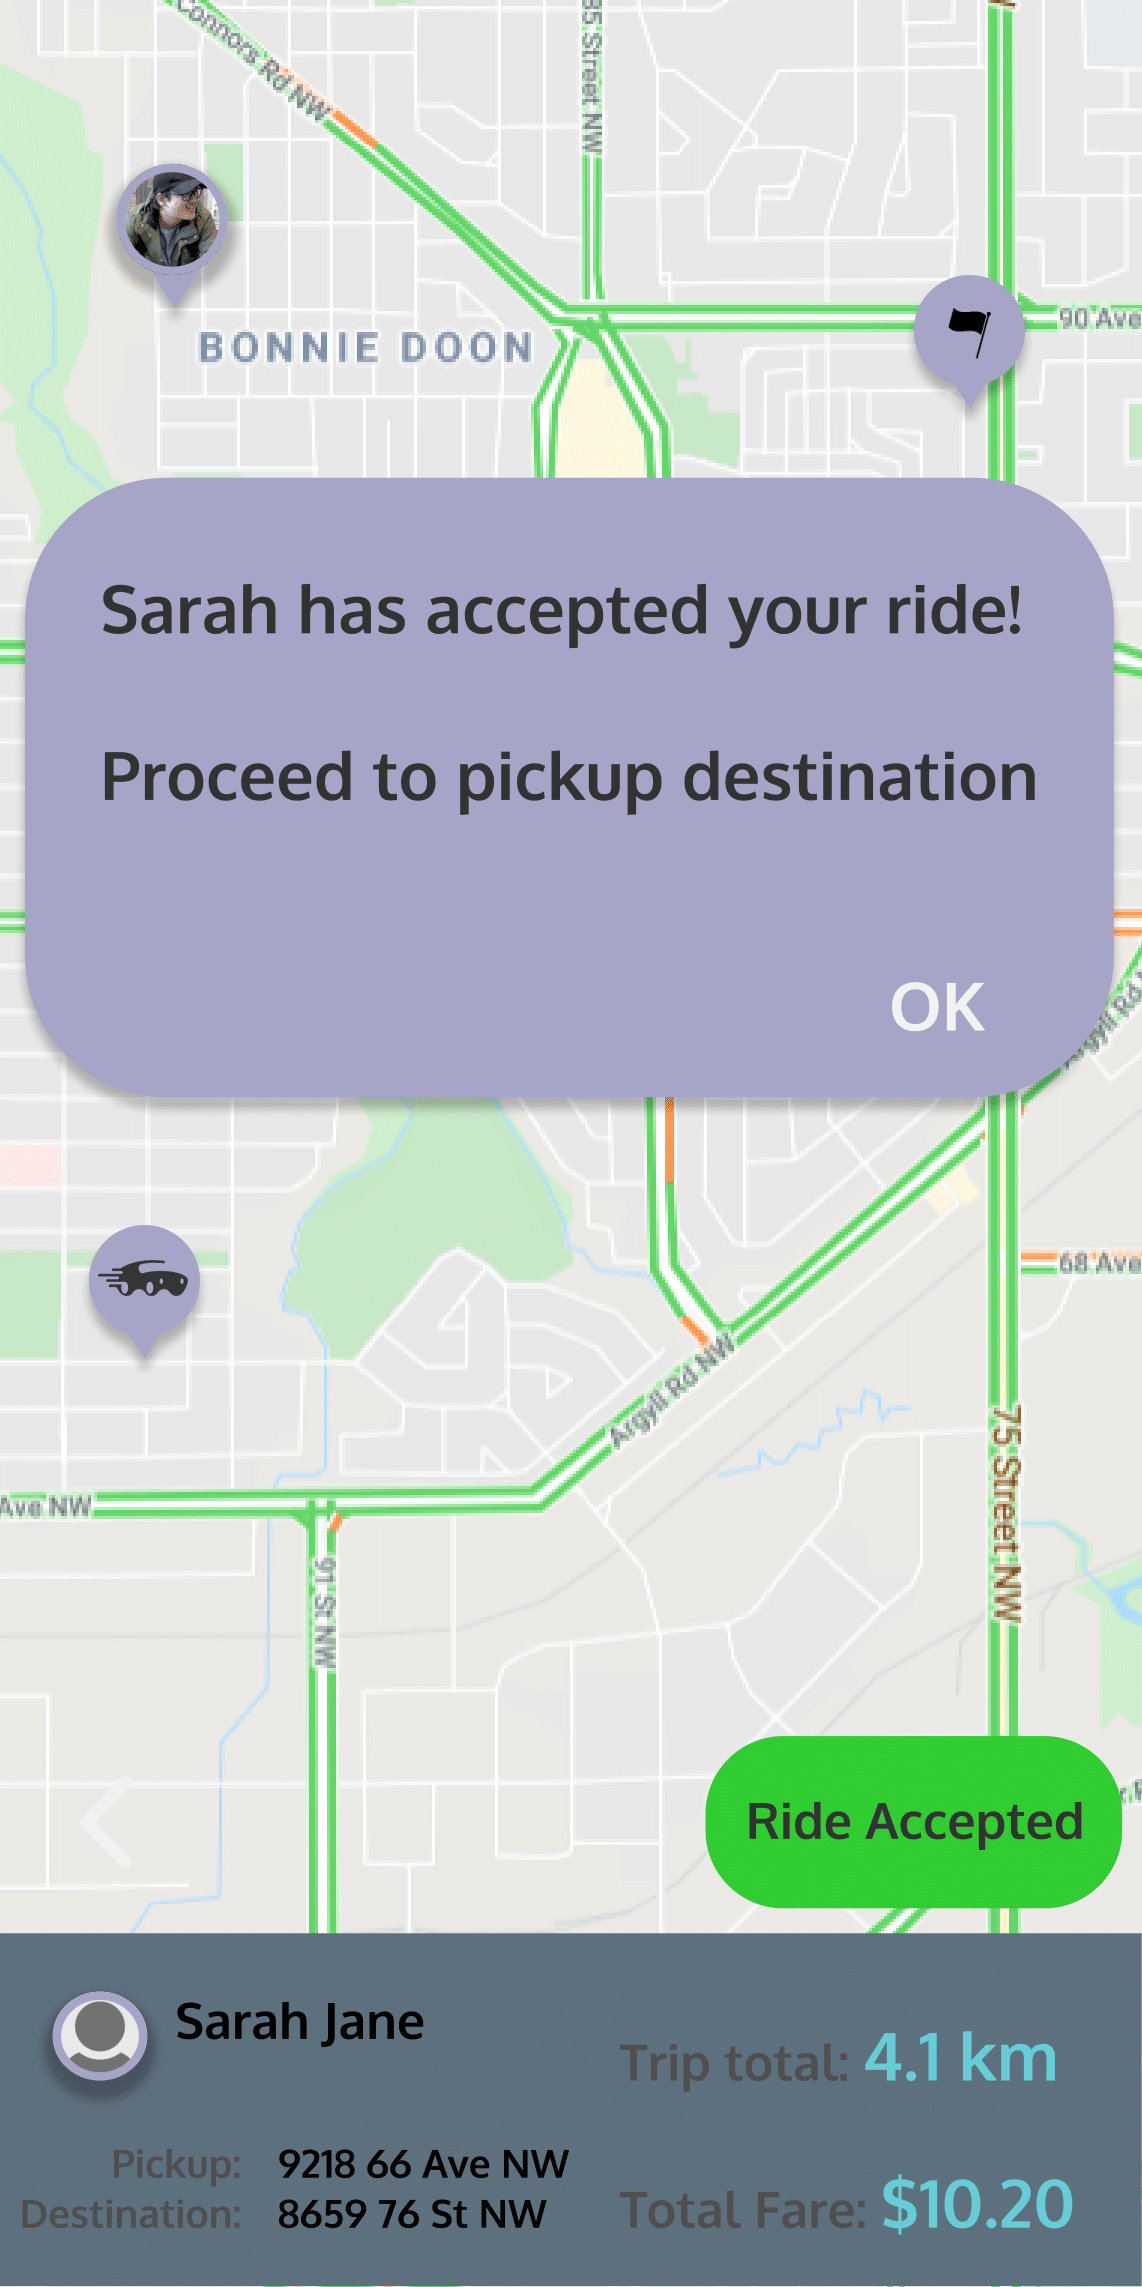 Connors Rd NW
85 Street NW
90 Ave
BONNIE DOON
Sarah has accepted your ride!
Proceed to pickup destination
OK
Argyll Rd
68 Ave
Argyll Rd NW
75 Street NW
Ave NW
91 St NW
Ride Accepted
Sarah Jane
Trip total: 4.1 km
Pickup: 9218 66 Ave NW
Destination: 8659 76 St NW
Total Fare: $10.20